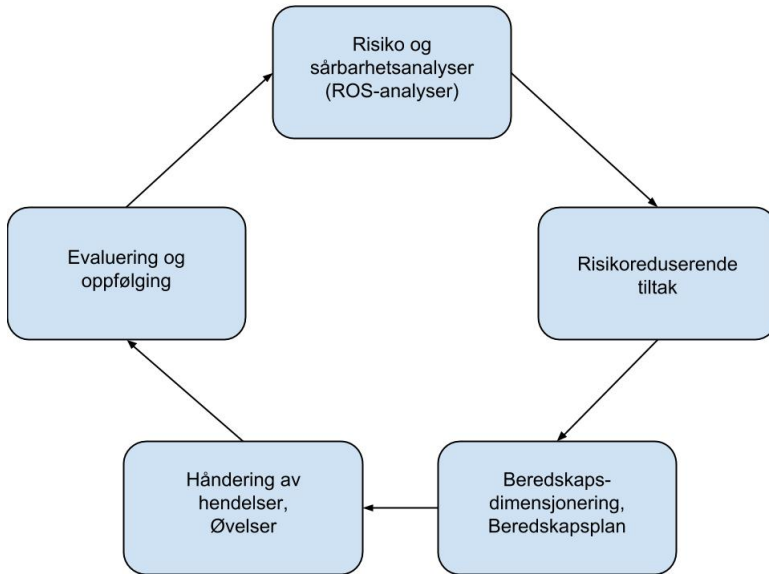 Risiko og
sårbarhetsanalyser
(ROS-analyser)
Evaluering og
oppfølging
Risikoreduserende
tiltak
Håndering av
hendelser,
Øvelser
Beredskaps-
dimensjonering,
Beredskapsplan